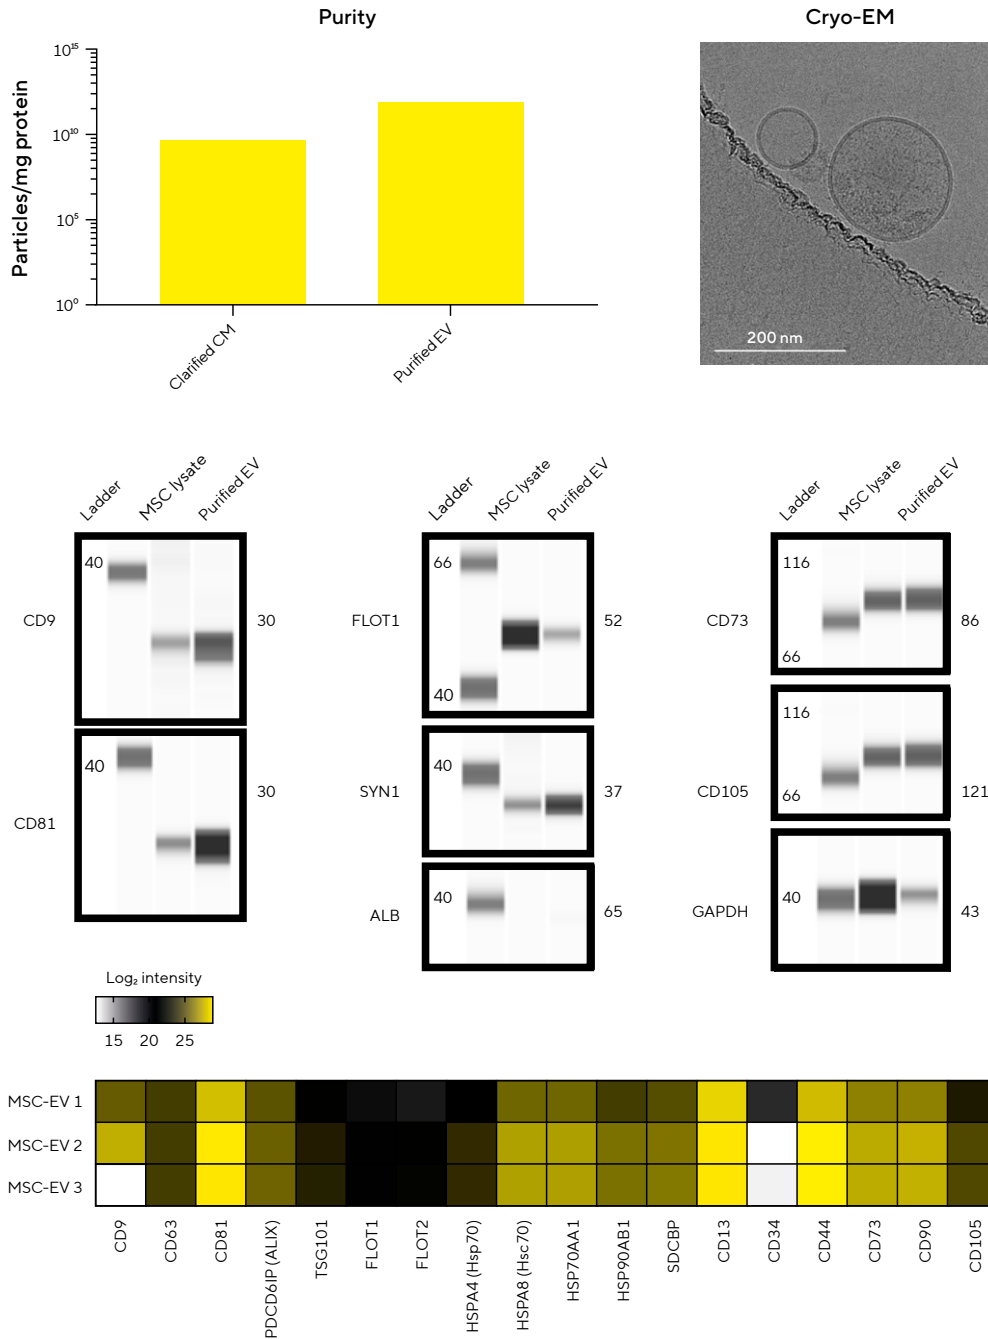 Purity
Cryo-EM
Particles/mg protein
10¹⁵
10¹⁰
10⁵
10⁰
Clarified CM
Purified EV
200 nm
Ladder
MSC lysate
Purified EV
CD9
40
30
CD81
40
30
Ladder
MSC lysate
Purified EV
FLOT1
66
40
52
SYN1
40
37
ALB
40
65
Ladder
MSC lysate
Purified EV
CD73
116
66
86
CD105
116
66
121
GAPDH
40
43
Log₂ intensity
15 20 25
MSC-EV 1
MSC-EV 2
MSC-EV 3
CD9
CD63
CD81
PDCD6IP (ALIX)
TSG101
FLOT1
FLOT2
HSPA4 (Hsp70)
HSPA8 (Hsc70)
HSP70AA1
HSP90AB1
SDCBP
CD13
CD34
CD44
CD73
CD90
CD105